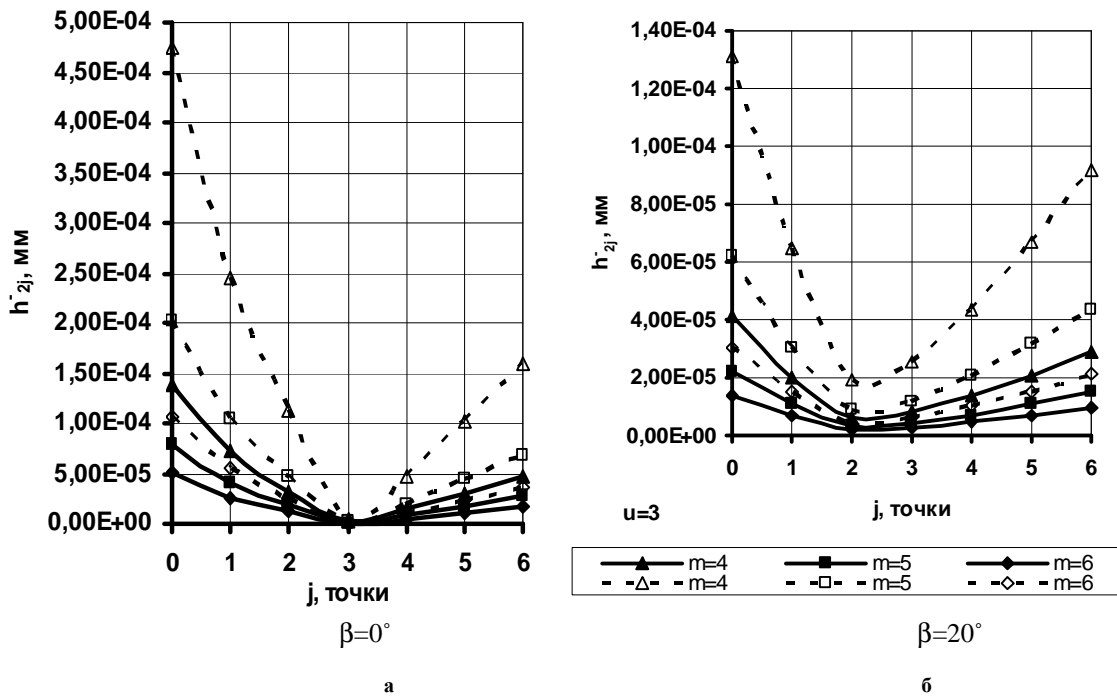 5,00E-04
4,50E-04
4,00E-04
3,50E-04
3,00E-04
2,50E-04
2,00E-04
1,50E-04
1,00E-04
5,00E-05
0,00E+00
h⁻2j, мм
0 1 2 3 4 5 6
j, точки
β=0°
а
1,40E-04
1,20E-04
1,00E-04
8,00E-05
6,00E-05
4,00E-05
2,00E-05
0,00E+00
h⁻2j, мм
0 1 2 3 4 5 6
u=3
j, точки
m=4 m=5 m=6
m=4 m=5 m=6
β=20°
б